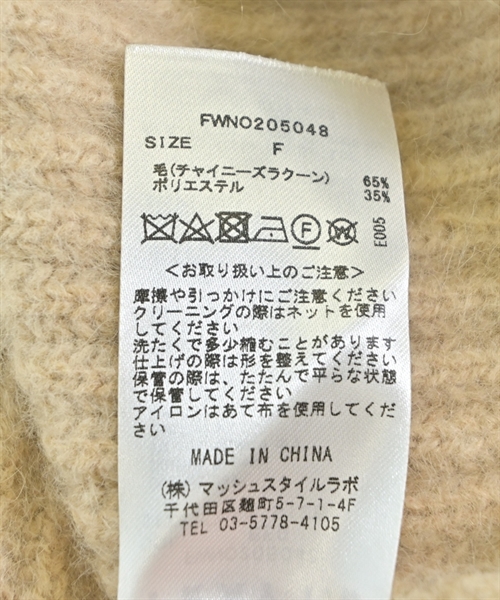 FWNO205048
SIZE F
毛(チャイニーズラクーン) 65%
ポリエステル 35%
F W E005
<お取り扱い上のご注意>
摩擦や引っかけにご注意ください
クリーニングの際はネットを使用
してください
洗たくで多少縮むことがあります
仕上げの際は形を整えてください
保管の際は、たたんで平らな状態
で保管してください
アイロンはあて布を使用してくだ
さい
MADE IN CHINA
(株) マッシュスタイルラボ
千代田区麹町5-7-1-4F
TEL 03-5778-4105